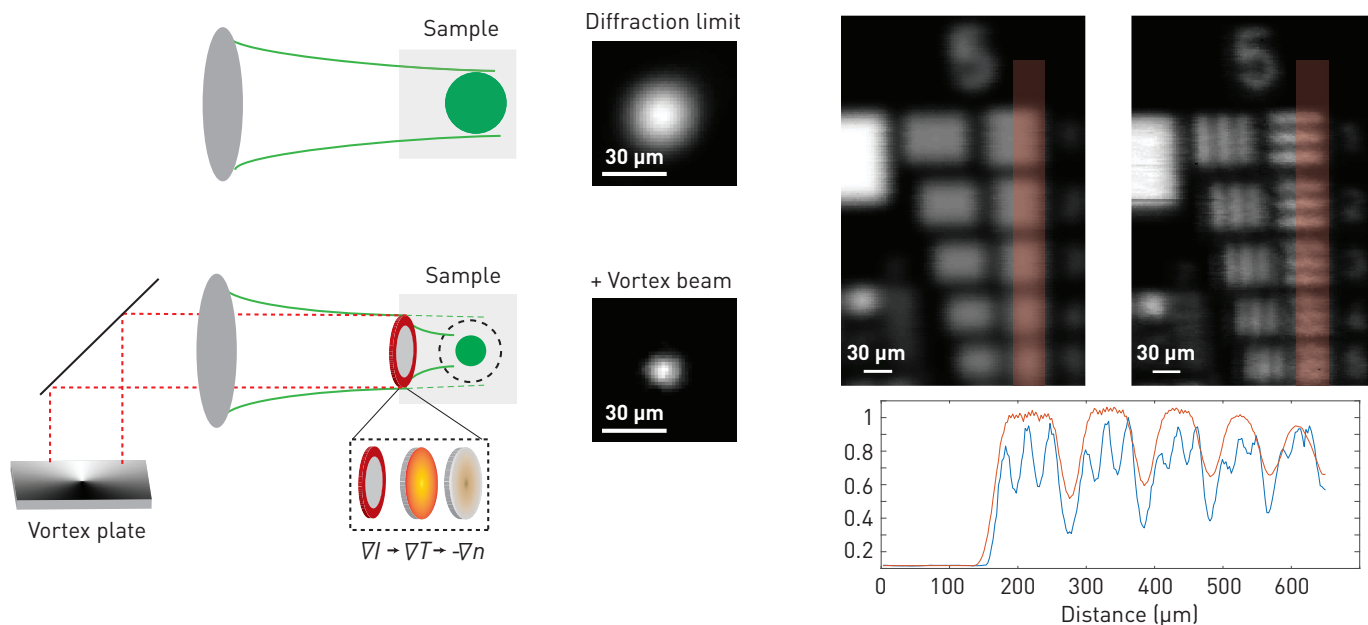 Sample
Diffraction limit
30 µm
Sample
+ Vortex beam
30 µm
Vortex plate
∇I → ∇T → -∇n
5
30 µm
5
30 µm
1
0.8
0.6
0.4
0.2
0 100 200 300 400 500 600
Distance (µm)